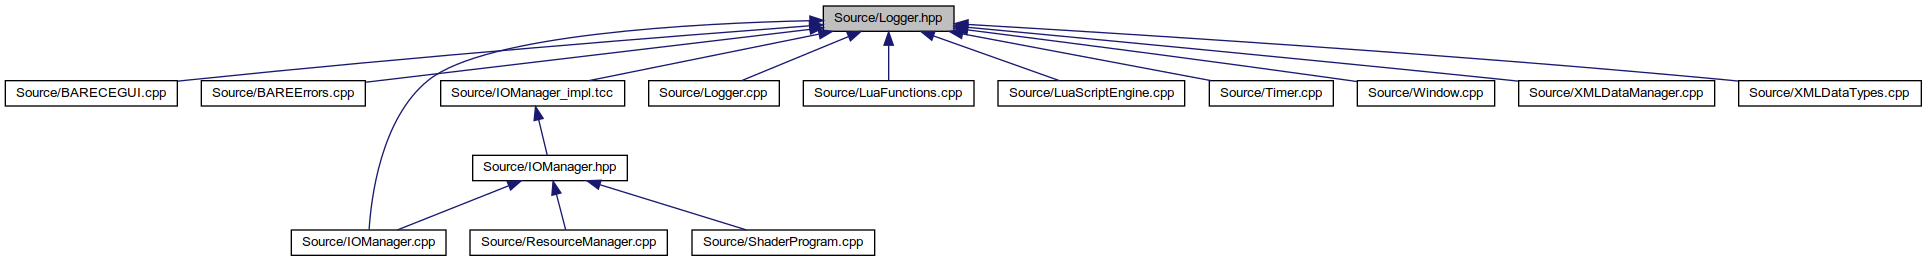 Source/Logger.hpp
Source/BARECEGUI.cpp
Source/BAREErrors.cpp
Source/IOManager_impl.tcc
Source/Logger.cpp
Source/LuaFunctions.cpp
Source/LuaScriptEngine.cpp
Source/Timer.cpp
Source/Window.cpp
Source/XMLDataManager.cpp
Source/XMLDataTypes.cpp
Source/IOManager.hpp
Source/IOManager.cpp
Source/ResourceManager.cpp
Source/ShaderProgram.cpp